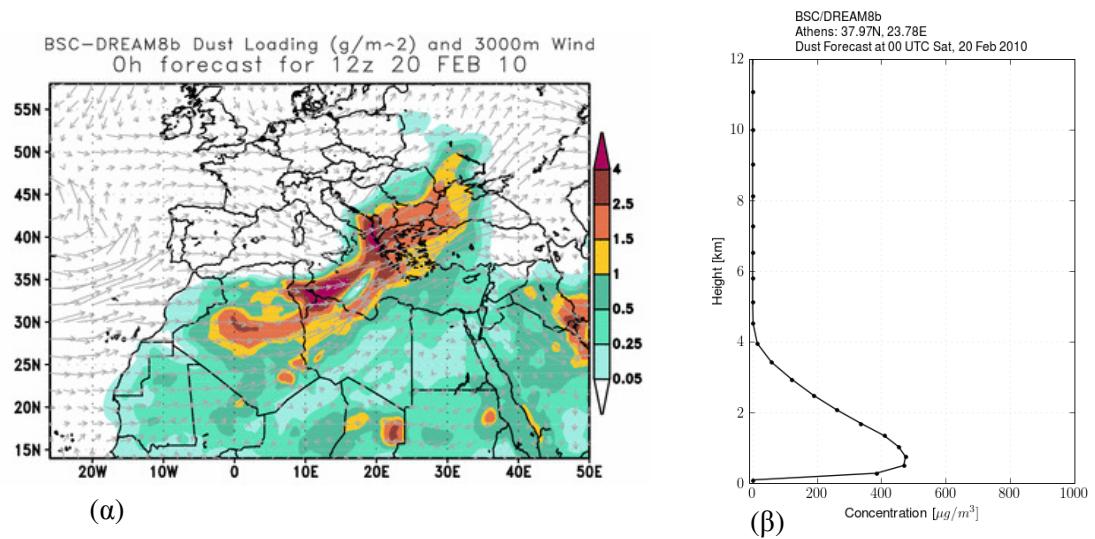 BSC-DREAM8b Dust Loading (g/m^2) and 3000m Wind
0h forecast for 12z 20 FEB 10
55N
50N
45N
40N
35N
30N
25N
20N
15N
20W
10W
0
10E
20E
30E
40E
50E
4
2.5
1.5
1
0.5
0.25
0.05
(α)
BSC/DREAM8b
Athens: 37.97N, 23.78E
Dust Forecast at 00 UTC Sat, 20 Feb 2010
Height [km]
12
10
8
6
4
2
0
0
200
400
600
800
1000
Concentration [μg/m³]
(β)